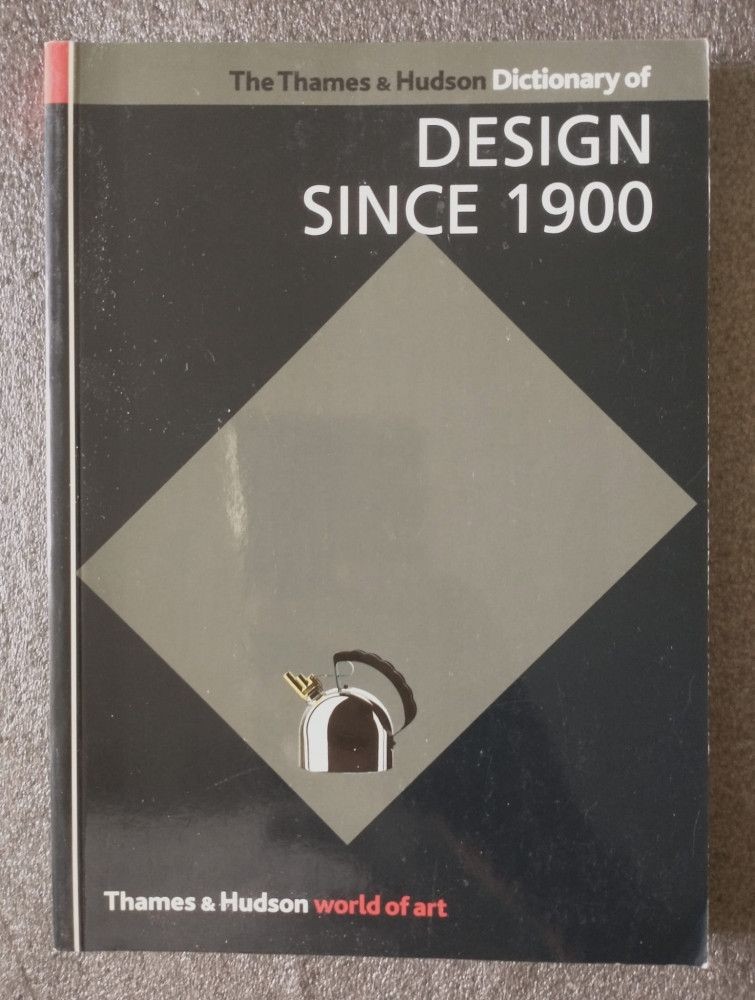 The Thames & Hudson Dictionary of
DESIGN
SINCE 1900
Thames & Hudson world of art